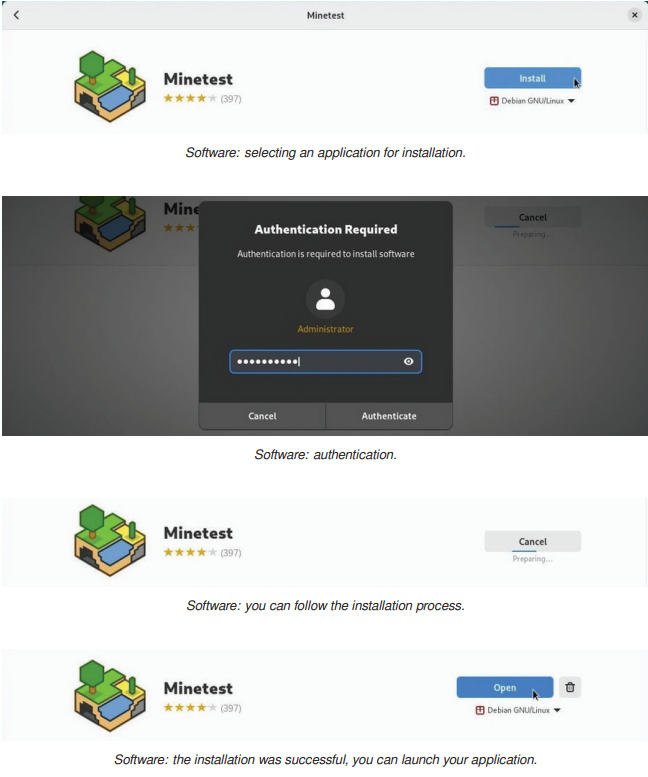 Minetest
Minetest
(397)
Install
Debian GNU/Linux
Software: selecting an application for installation.
Authentication Required
Authentication is required to install software
Administrator
Cancel
Authenticate
Mine
Cancel
Preparing...
Software: authentication.
Minetest
(397)
Cancel
Preparing...
Software: you can follow the installation process.
Minetest
(397)
Open
Debian GNU/Linux
Software: the installation was successful, you can launch your application.